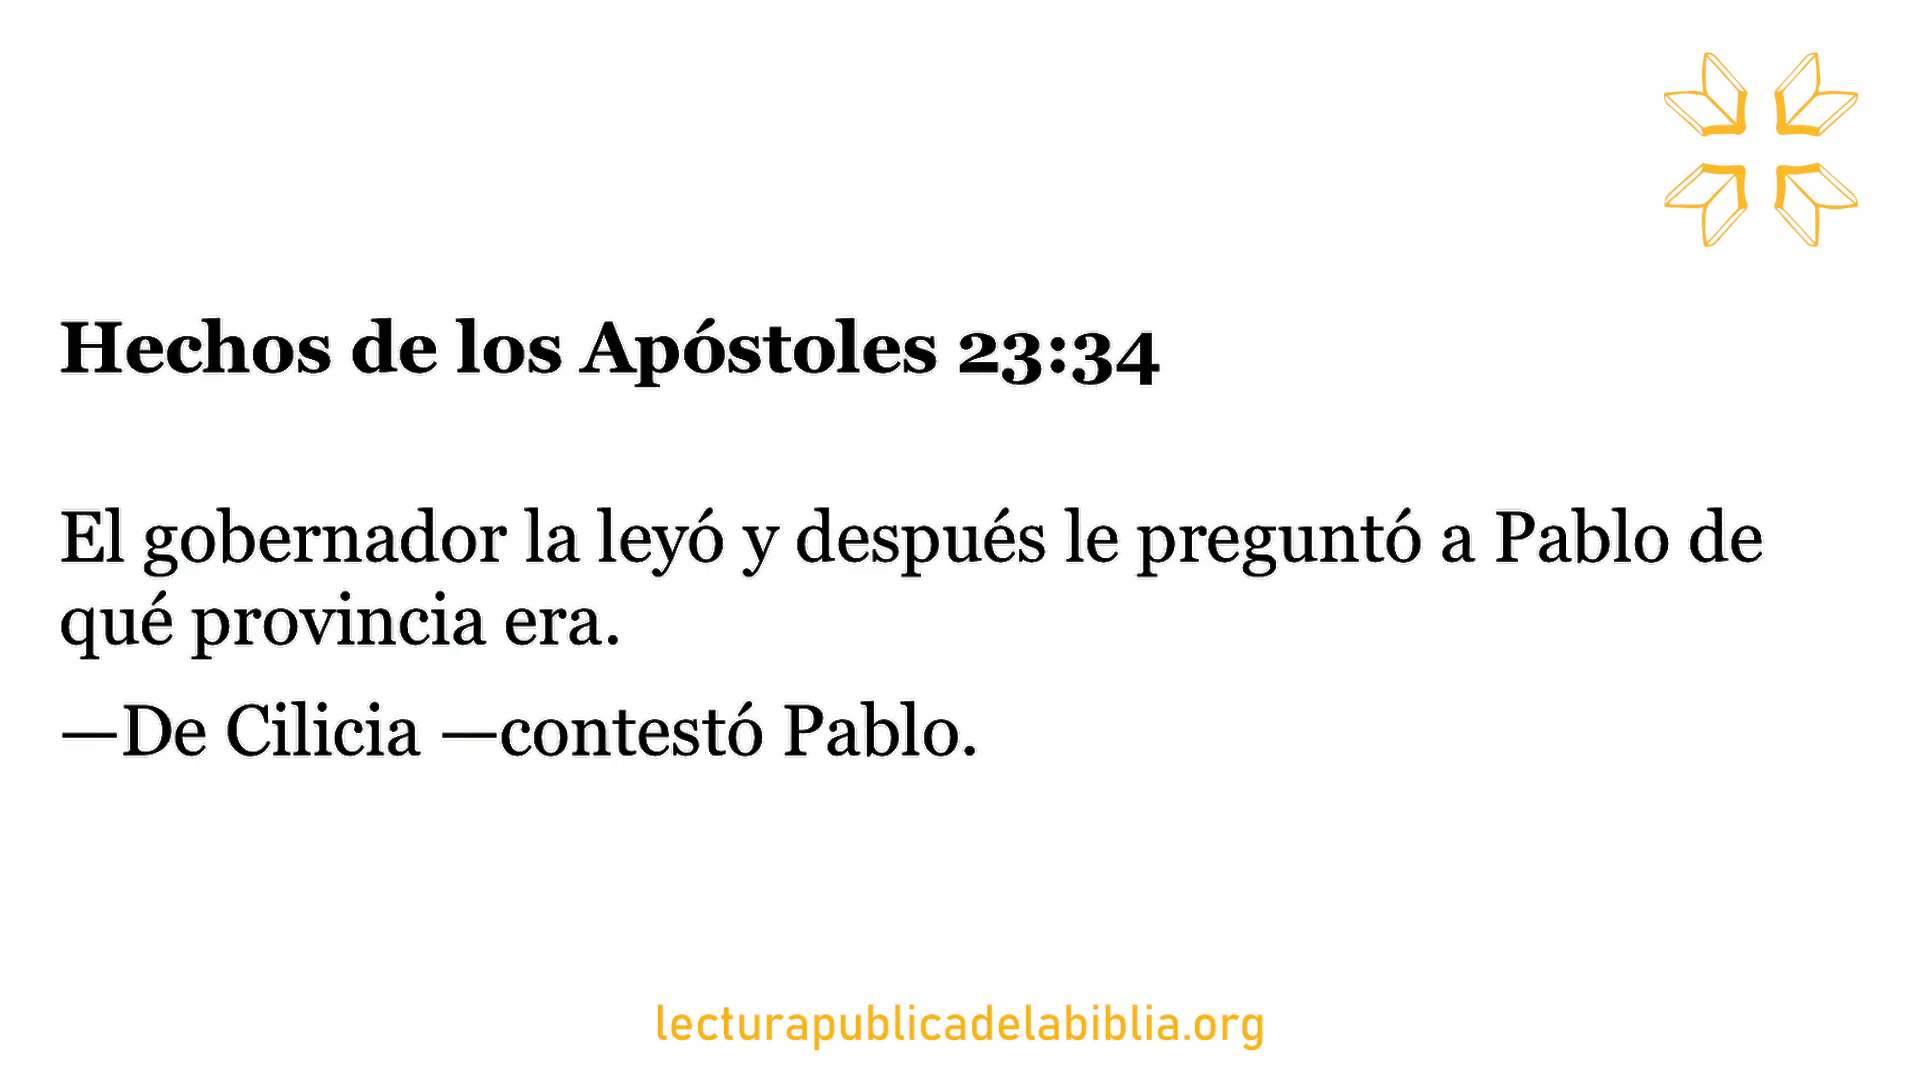 Hechos de los Apóstoles 23:34
El gobernador la leyó y después le preguntó a Pablo de
qué provincia era.
—De Cilicia —contestó Pablo.
lecturapublicadelabiblia.org